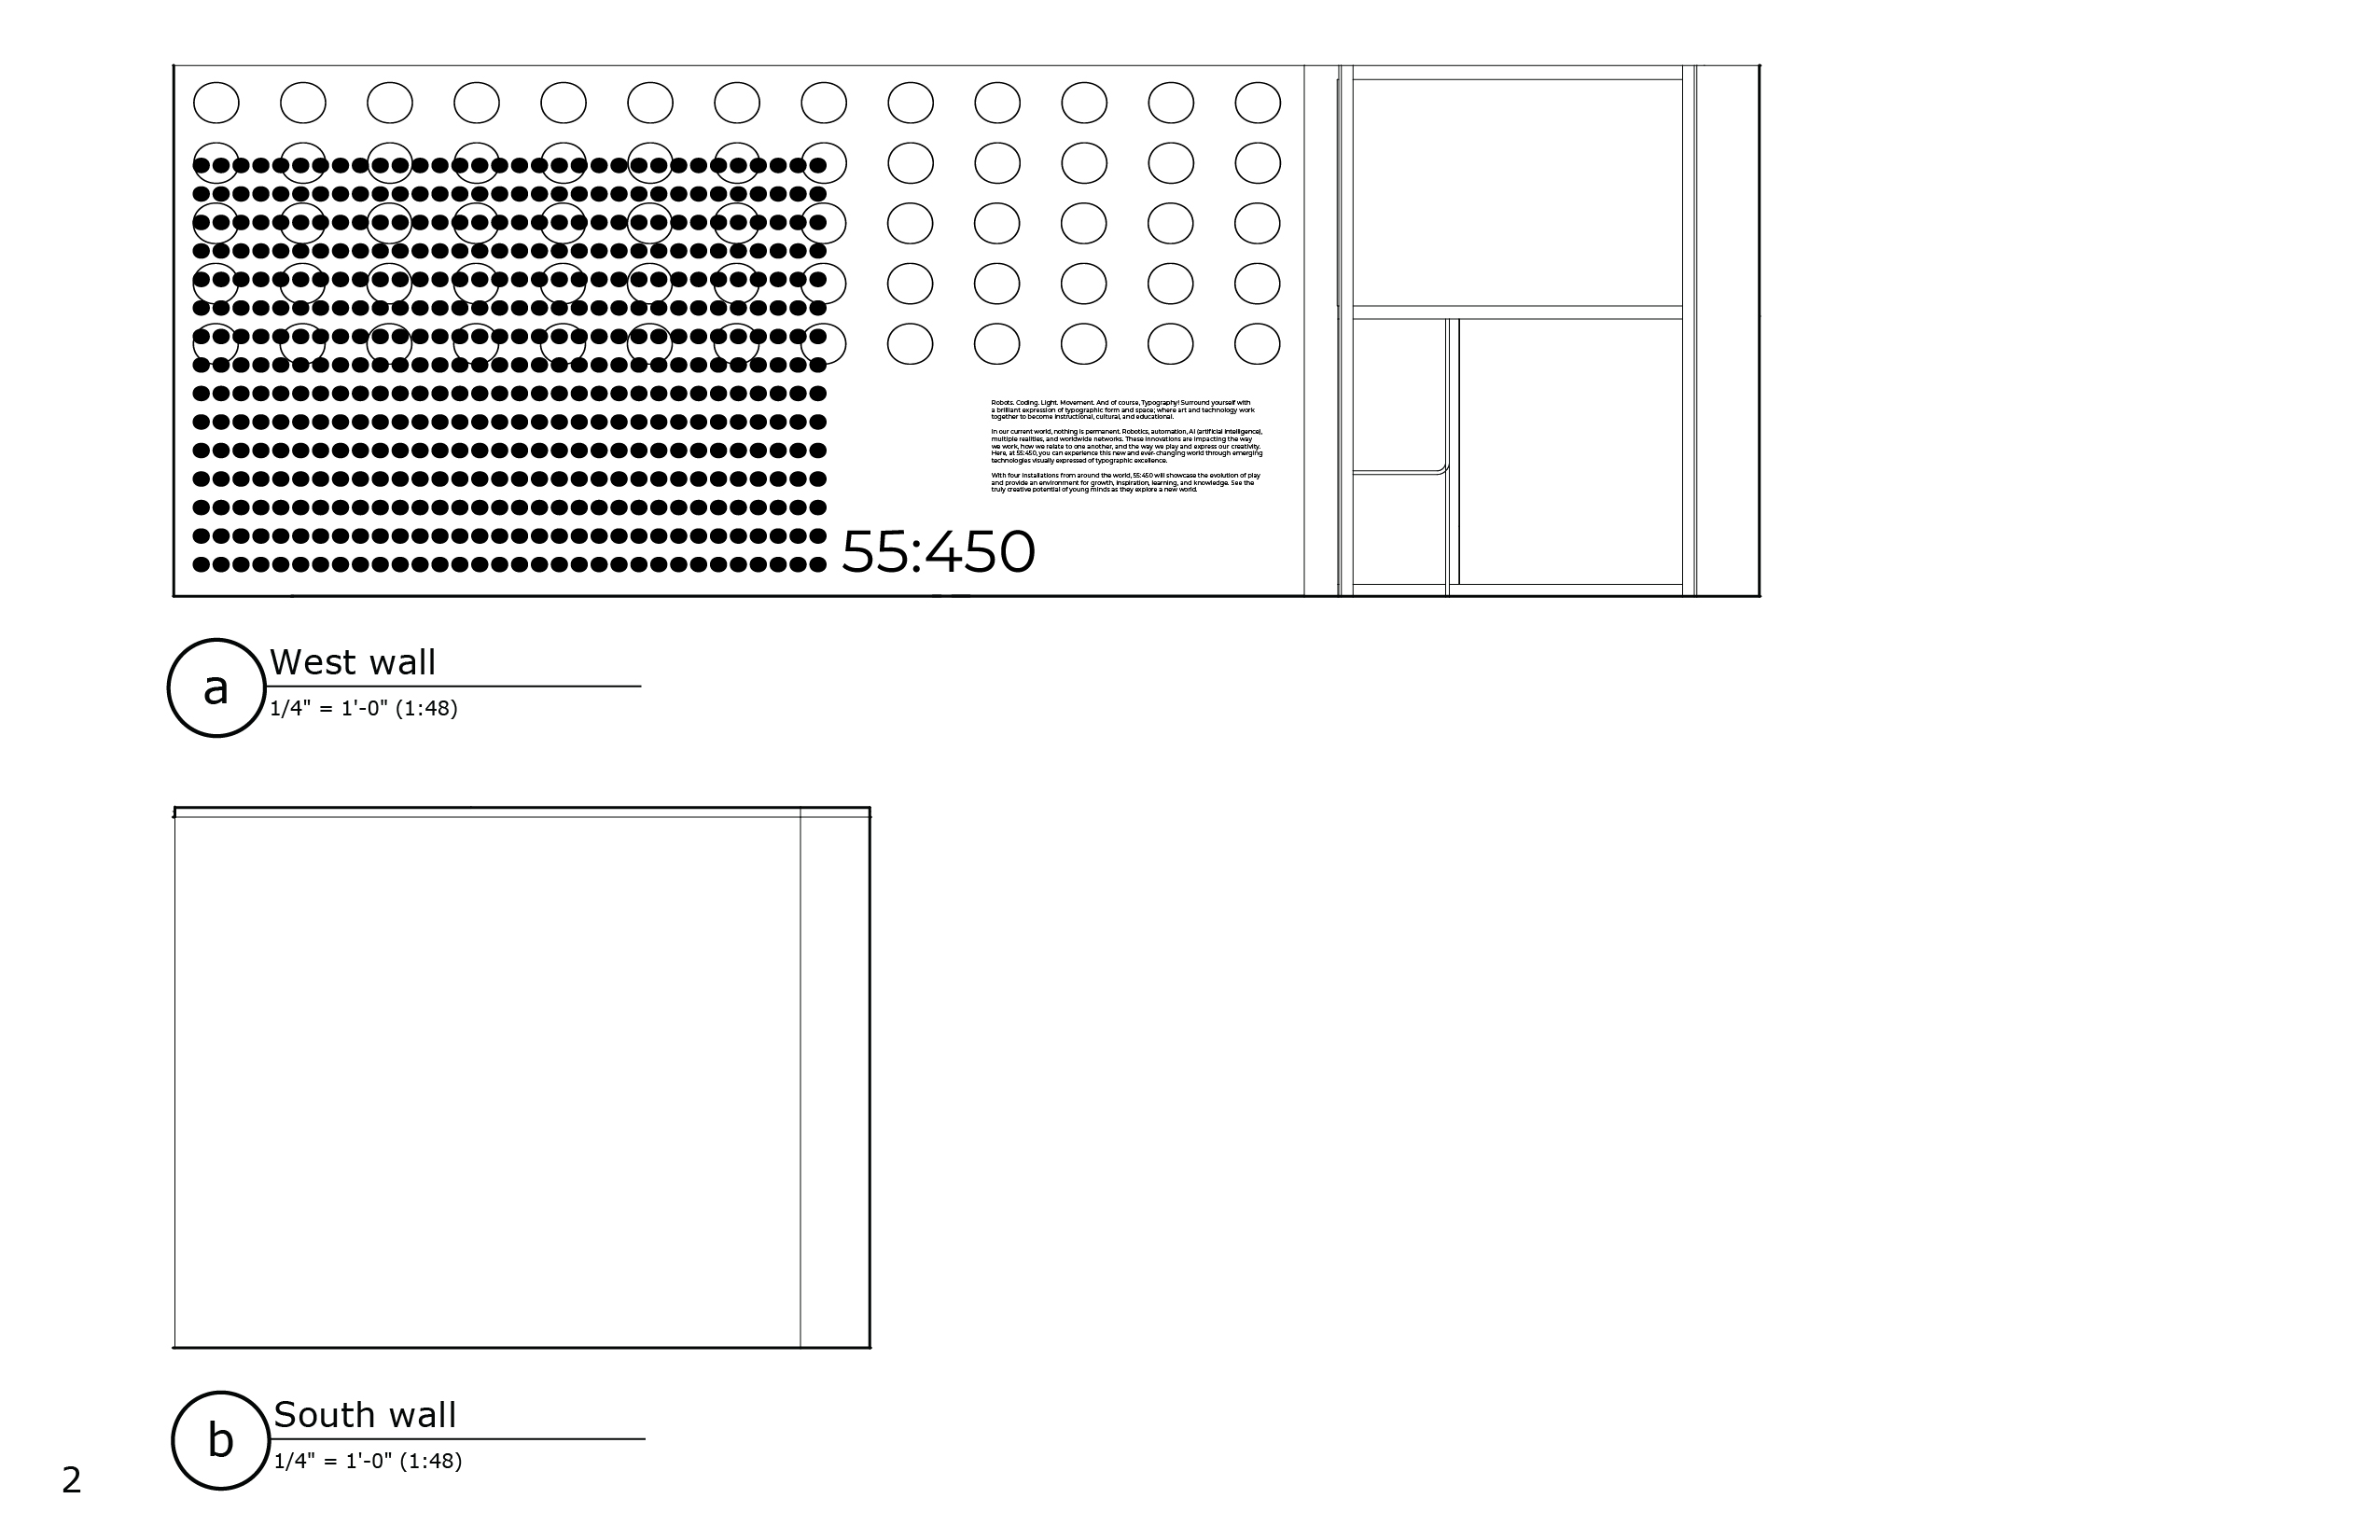 Robots. Coding. Light. Movement. And of course, Typography! Surround yourself with
a brilliant expression of typographic form and space; where art and technology work
together to become instructional, cultural, and educational.
In our current world, nothing is permanent. Robotics, automation, AI (artificial intelligence),
multiple realities, and worldwide networks. These innovations are impacting the way
we work, how we relate to one another, and the way we play and express our creativity.
Here, at 55:450, you can experience this new and ever-changing world through emerging
technologies visually expressed of typographic excellence.
With four installations from around the world, 55:450 will showcase the evolution of play
and provide an environment for growth, inspiration, learning, and knowledge. See the
truly creative potential of young minds as they explore a new world.
55:450
a
West wall
1/4" = 1'-0" (1:48)
b
South wall
1/4" = 1'-0" (1:48)
2